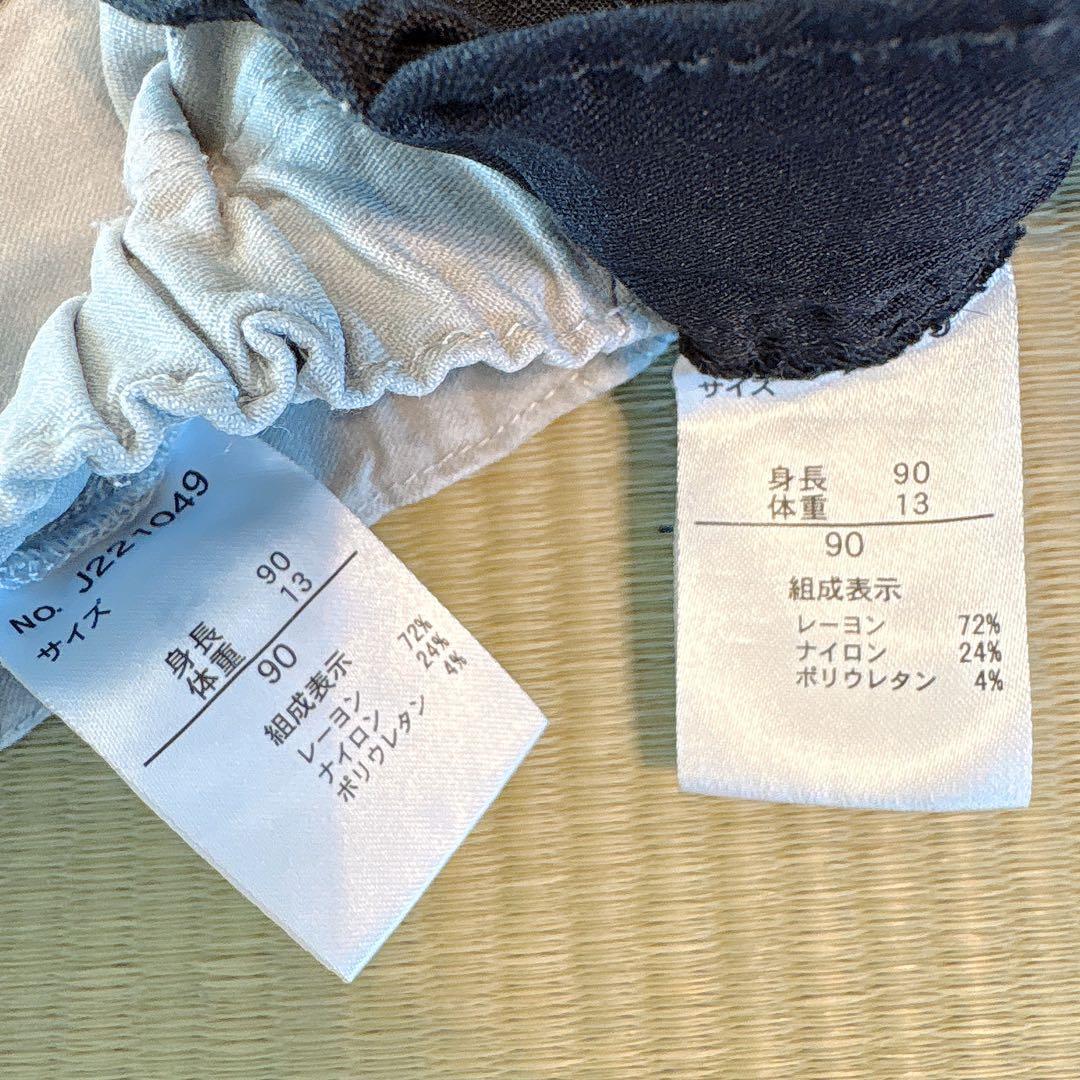 NO. J221049
サイズ
身長 90
体重 13
90
組成表示
レーヨン 72%
ナイロン 24%
ポリウレタン 4%
サイズ
身長 90
体重 13
90
組成表示
レーヨン 72%
ナイロン 24%
ポリウレタン 4%